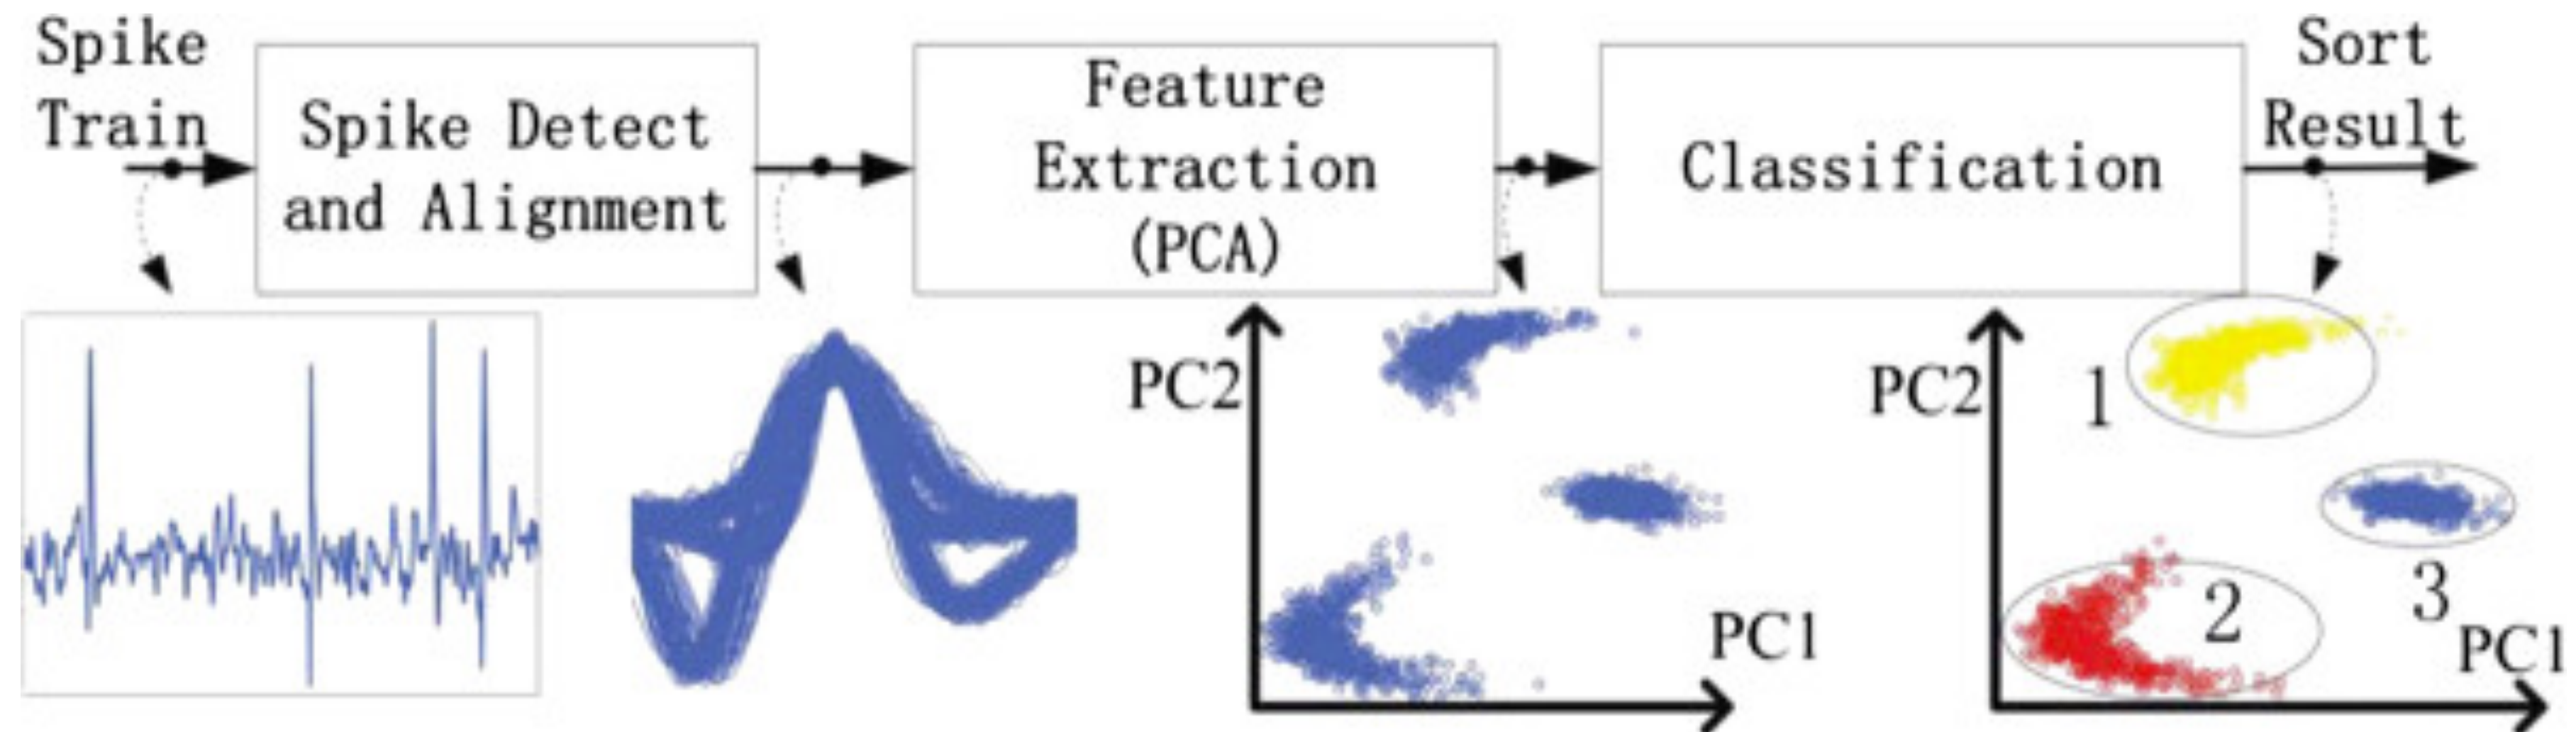 Spike
Train
Spike Detect
and Alignment
Feature
Extraction
(PCA)
Classification
Sort
Result
PC2
PC1
PC2
1
2
3
PC1